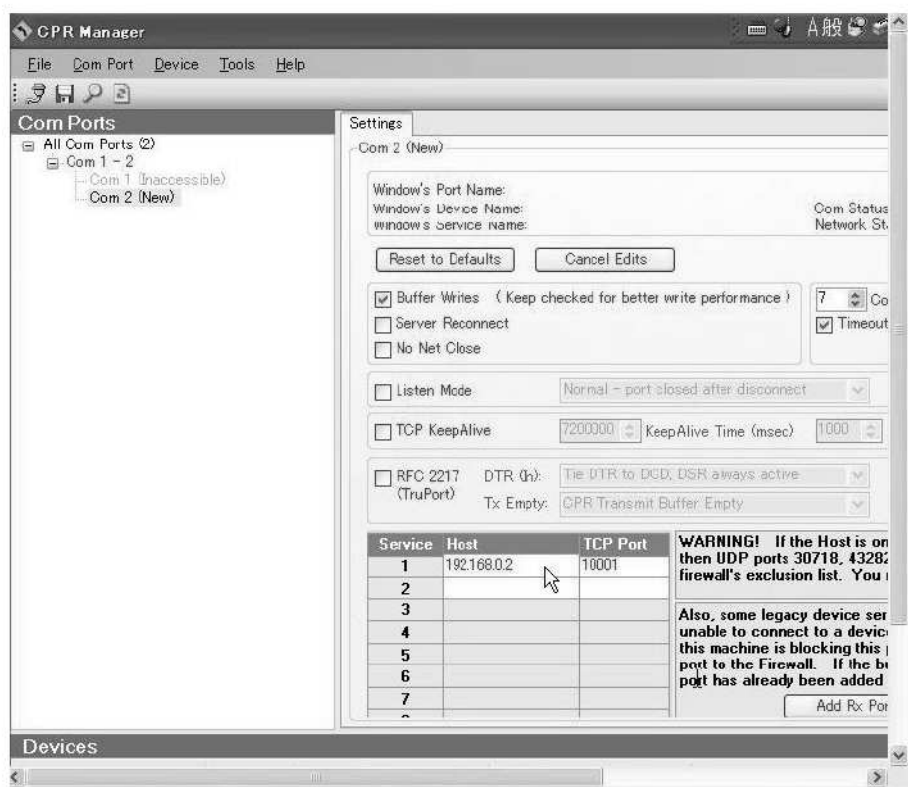 CPR Manager
A般
File Com Port Device Tools Help
Com Ports
All Com Ports (2)
Com 1 - 2
Com 1 (Inaccessible)
Com 2 (New)
Settings
Com 2 (New)
Window's Port Name:
Window's Device Name: Com Status
Window's Service Name: Network St
Reset to Defaults Cancel Edits
Buffer Writes ( Keep checked for better write performance ) 7 Co
Server Reconnect Timeout
No Net Close
Listen Mode Normal - port closed after disconnect
TCP KeepAlive 7200000 KeepAlive Time (msec) 1000
RFC 2217 DTR (In): Tie DTR to DCD, DSR always active
(TruPort) Tx Empty: CPR Transmit Buffer Empty
Service Host TCP Port
1 192.168.0.2 10001
2
3
4
5
6
7
WARNING! If the Host is on
then UDP ports 30718, 43282
firewall's exclusion list. You
Also, some legacy device ser
unable to connect to a devic
this machine is blocking this
port to the Firewall. If the bu
port has already been added
Add Rx Por
Devices